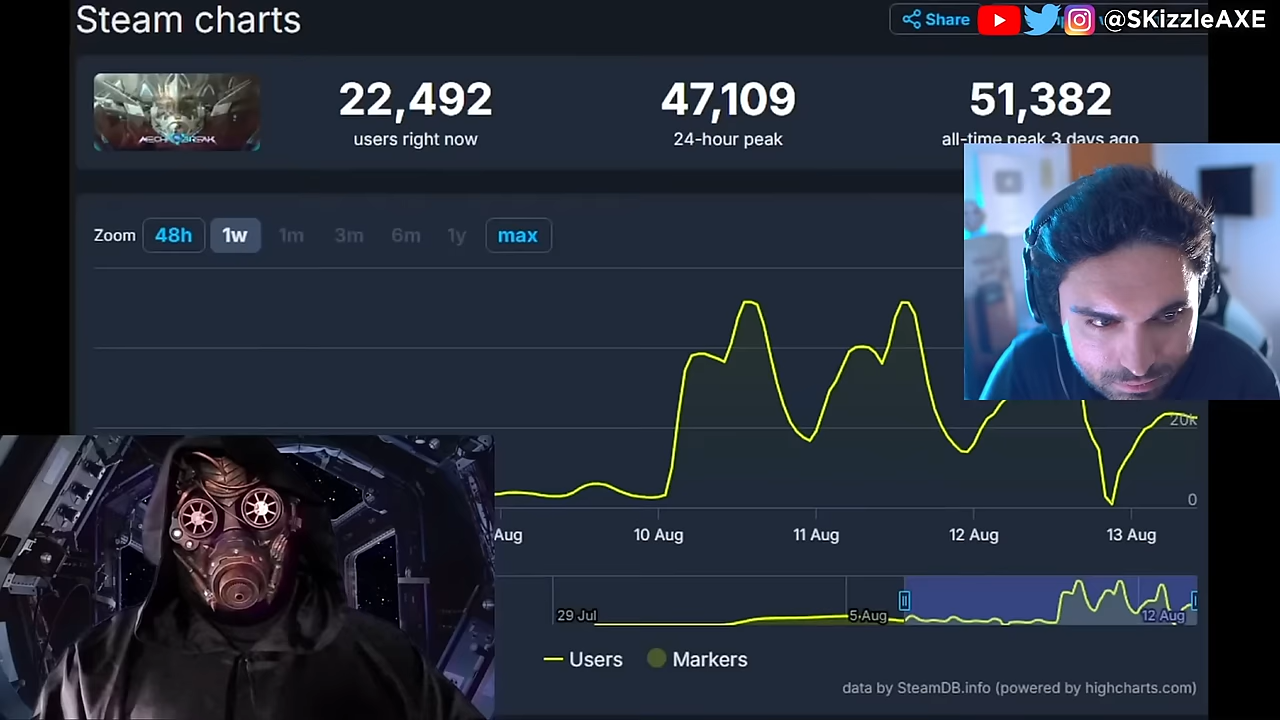 Steam charts
Share
@SKizzleAXE
22,492
47,109
51,382
users right now
24-hour peak
all-time peak 3 days ago
Zoom
48h
1w
1m
3m
6m
1y
max
20k
0
Aug
10 Aug
11 Aug
12 Aug
13 Aug
29 Jul
5 Aug
12 Aug
Users
Markers
data by SteamDB.info (powered by highcharts.com)